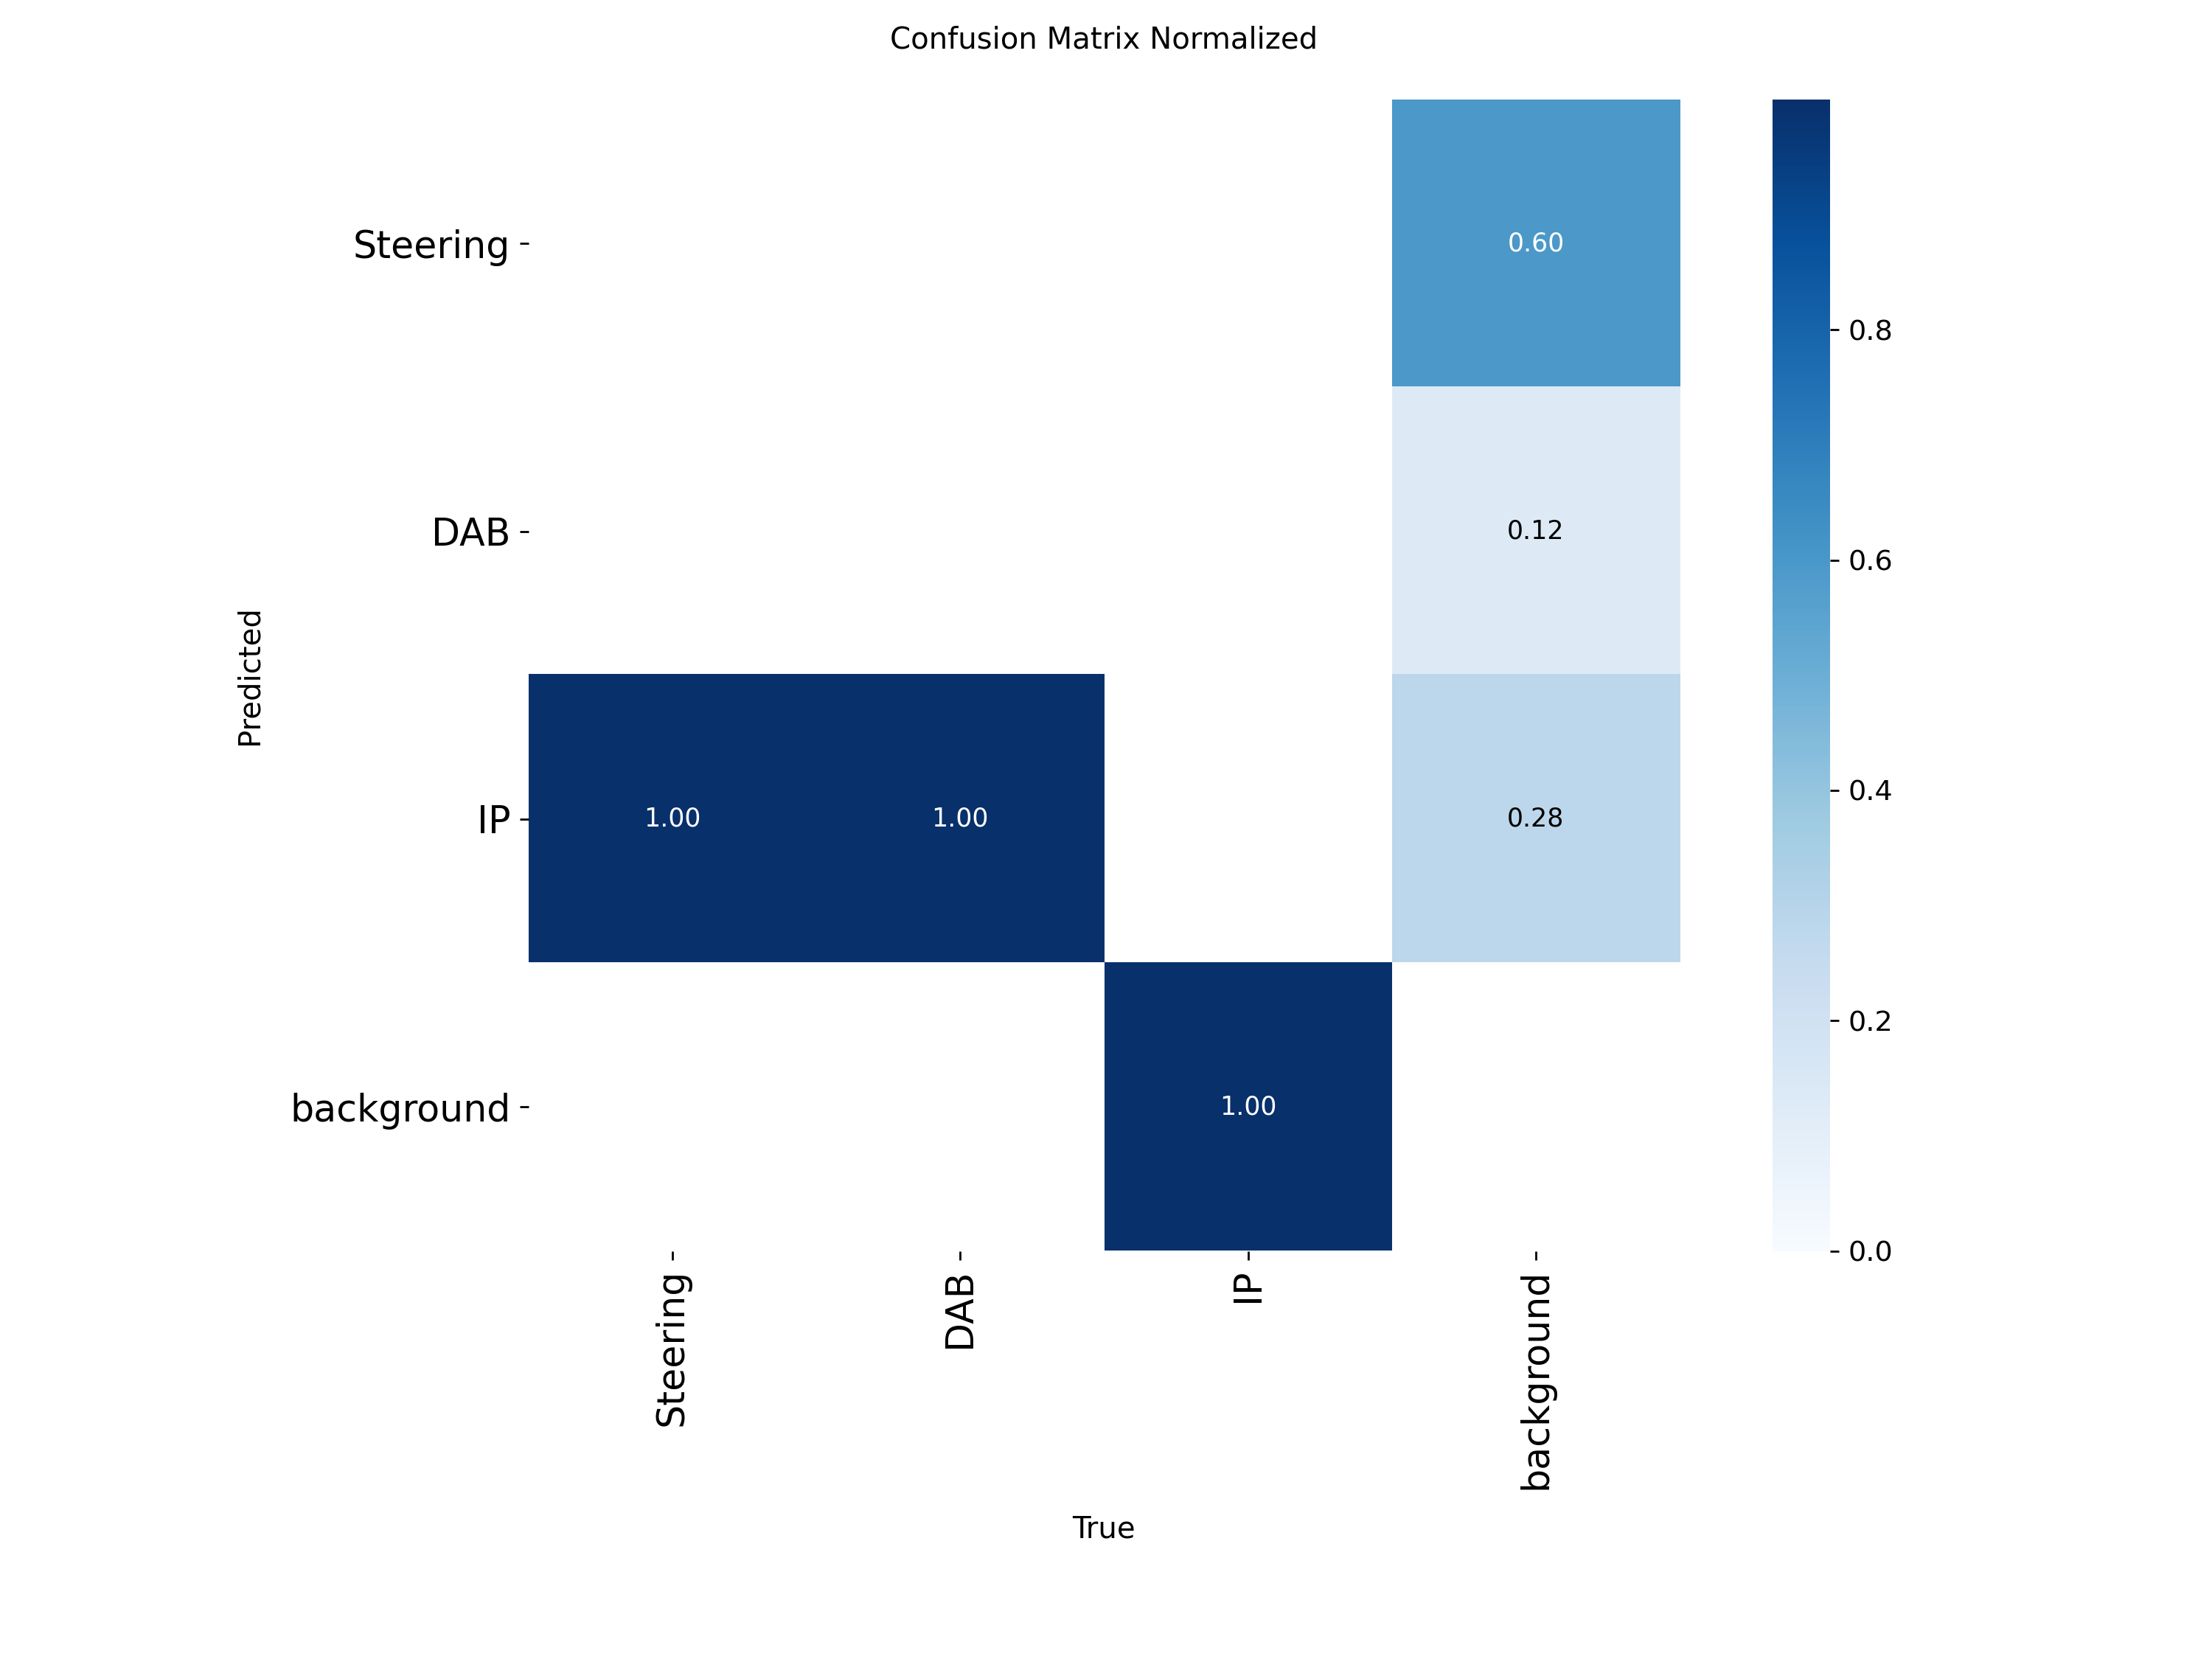 Confusion Matrix Normalized
Steering
0.60
0.8
DAB
0.12
0.6
Predicted
0.4
IP
1.00
1.00
0.28
0.2
background
1.00
0.0
Steering
DAB
IP
background
True